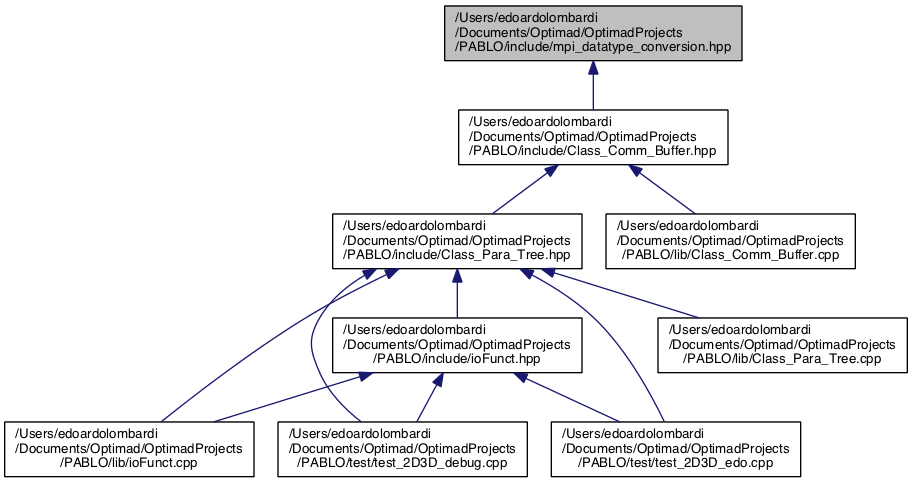 /Users/edoardolombardi
/Documents/Optimad/OptimadProjects
/PABLO/include/mpi_datatype_conversion.hpp
/Users/edoardolombardi
/Documents/Optimad/OptimadProjects
/PABLO/include/Class_Comm_Buffer.hpp
/Users/edoardolombardi
/Documents/Optimad/OptimadProjects
/PABLO/include/Class_Para_Tree.hpp
/Users/edoardolombardi
/Documents/Optimad/OptimadProjects
/PABLO/lib/Class_Comm_Buffer.cpp
/Users/edoardolombardi
/Documents/Optimad/OptimadProjects
/PABLO/include/ioFunct.hpp
/Users/edoardolombardi
/Documents/Optimad/OptimadProjects
/PABLO/lib/Class_Para_Tree.cpp
/Users/edoardolombardi
/Documents/Optimad/OptimadProjects
/PABLO/lib/ioFunct.cpp
/Users/edoardolombardi
/Documents/Optimad/OptimadProjects
/PABLO/test/test_2D3D_debug.cpp
/Users/edoardolombardi
/Documents/Optimad/OptimadProjects
/PABLO/test/test_2D3D_edo.cpp